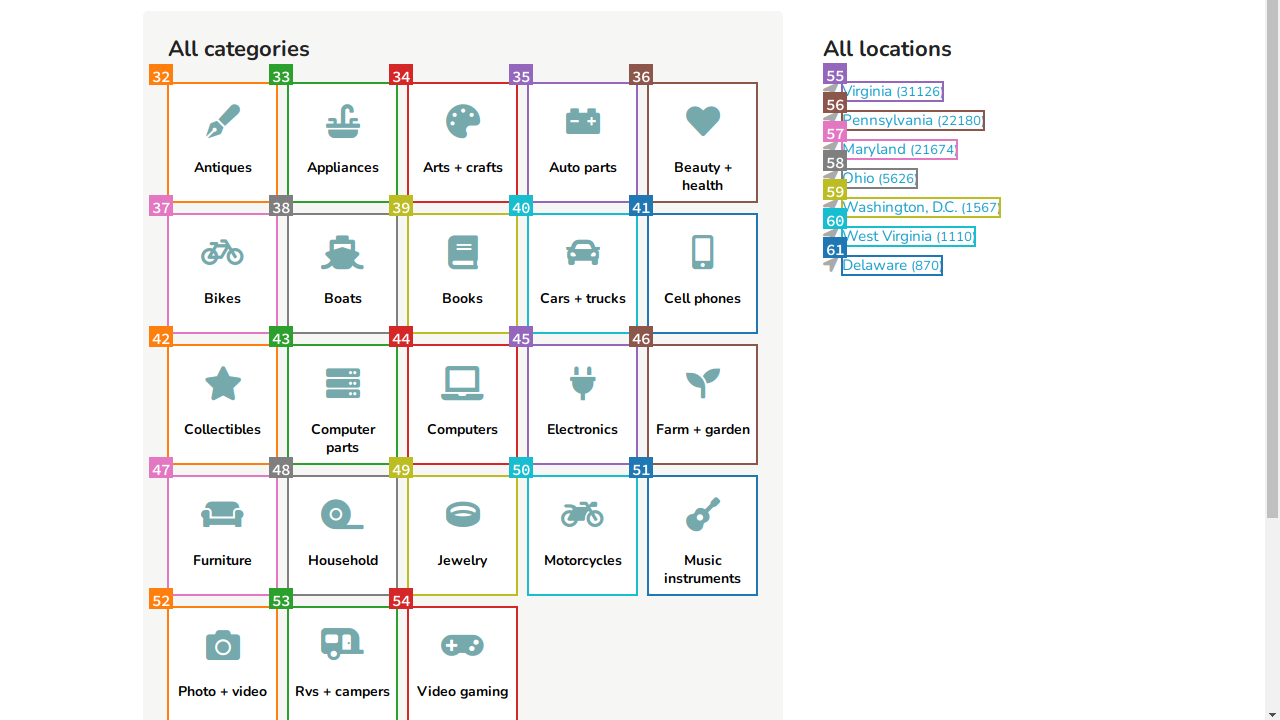 All categories
32
33
34
35
36
Antiques
Appliances
Arts + crafts
Auto parts
Beauty +
health
37
38
39
40
41
Bikes
Boats
Books
Cars + trucks
Cell phones
42
43
44
45
46
Collectibles
Computer
parts
Computers
Electronics
Farm + garden
47
48
49
50
51
Furniture
Household
Jewelry
Motorcycles
Music
instruments
52
53
54
Photo + video
Rvs + campers
Video gaming
All locations
55
Virginia (31126)
56
Pennsylvania (22180)
57
Maryland (21674)
58
Ohio (5626)
59
Washington, D.C. (1567)
60
West Virginia (1110)
61
Delaware (870)